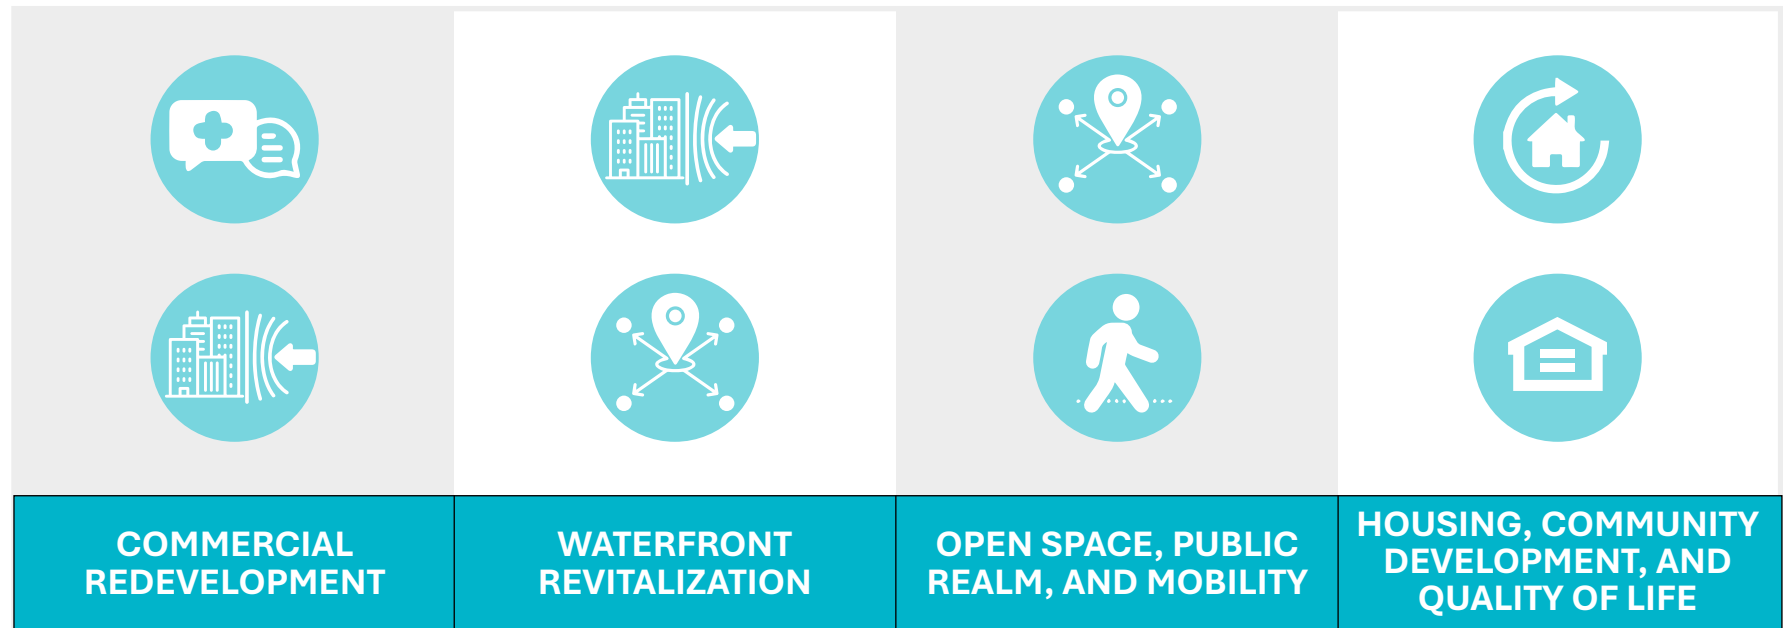 COMMERCIAL
REDEVELOPMENT
WATERFRONT
REVITALIZATION
OPEN SPACE, PUBLIC
REALM, AND MOBILITY
HOUSING, COMMUNITY
DEVELOPMENT, AND
QUALITY OF LIFE